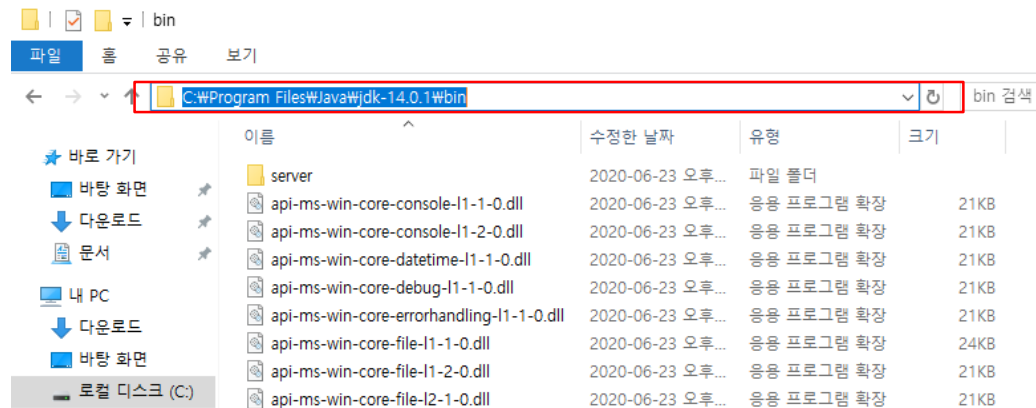 bin
파일 홈 공유 보기
C:₩Program Files₩Java₩jdk-14.0.1₩bin
bin 검색
이름 수정한 날짜 유형 크기
바로 가기
바탕 화면
다운로드
문서
내 PC
다운로드
바탕 화면
로컬 디스크 (C:)
server 2020-06-23 오후... 파일 폴더
api-ms-win-core-console-l1-1-0.dll 2020-06-23 오후... 응용 프로그램 확장 21KB
api-ms-win-core-console-l1-2-0.dll 2020-06-23 오후... 응용 프로그램 확장 21KB
api-ms-win-core-datetime-l1-1-0.dll 2020-06-23 오후... 응용 프로그램 확장 21KB
api-ms-win-core-debug-l1-1-0.dll 2020-06-23 오후... 응용 프로그램 확장 21KB
api-ms-win-core-errorhandling-l1-1-0.dll 2020-06-23 오후... 응용 프로그램 확장 21KB
api-ms-win-core-file-l1-1-0.dll 2020-06-23 오후... 응용 프로그램 확장 24KB
api-ms-win-core-file-l1-2-0.dll 2020-06-23 오후... 응용 프로그램 확장 21KB
api-ms-win-core-file-l2-1-0.dll 2020-06-23 오후... 응용 프로그램 확장 21KB